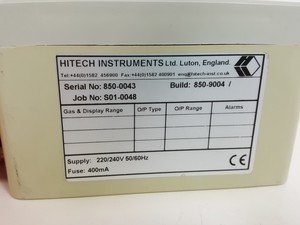 HITECH INSTRUMENTS Ltd. Luton, England.
Tel:+44(0)1582 456900 Fax+44(0)1582 400901 eng@hitech-inst.co.uk
Serial No: 850-0043 Build: 850-9004 /
Job No: S01-0048
Gas & Display Range O/P Type O/P Range Alarms
Supply: 220/240V 50/60Hz
Fuse: 400mA
CE